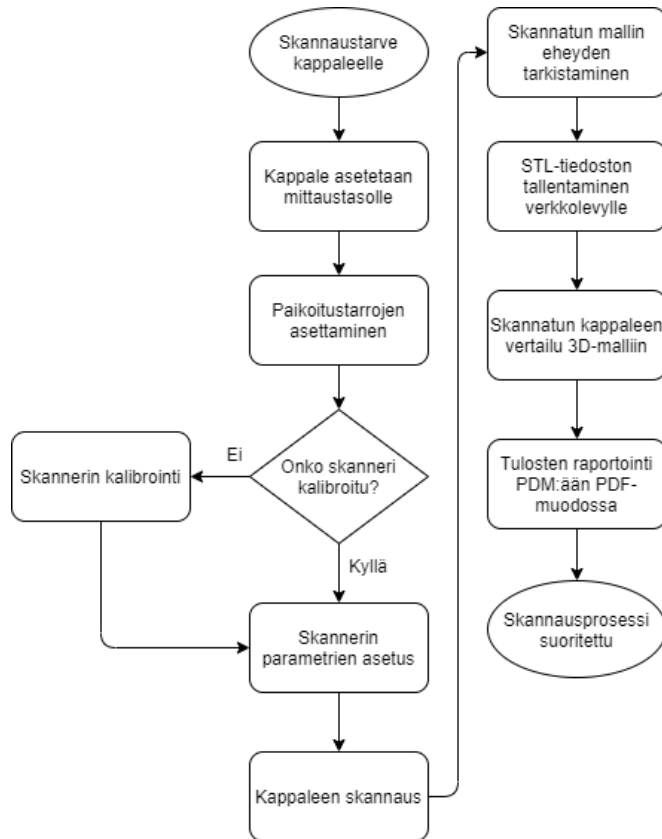 Skannaustarve
kappaleelle
Kappale asetetaan
mittaustasolle
Paikoitustarrojen
asettaminen
Onko skanneri
kalibroitu?
Ei
Skannerin kalibrointi
Kyllä
Skannerin
parametrien asetus
Kappaleen skannaus
Skannatun mallin
eheyden
tarkistaminen
STL-tiedoston
tallentaminen
verkkolevylle
Skannatun kappaleen
vertailu 3D-malliin
Tulosten raportointi
PDM:ään PDF-
muodossa
Skannausprosessi
suoritettu